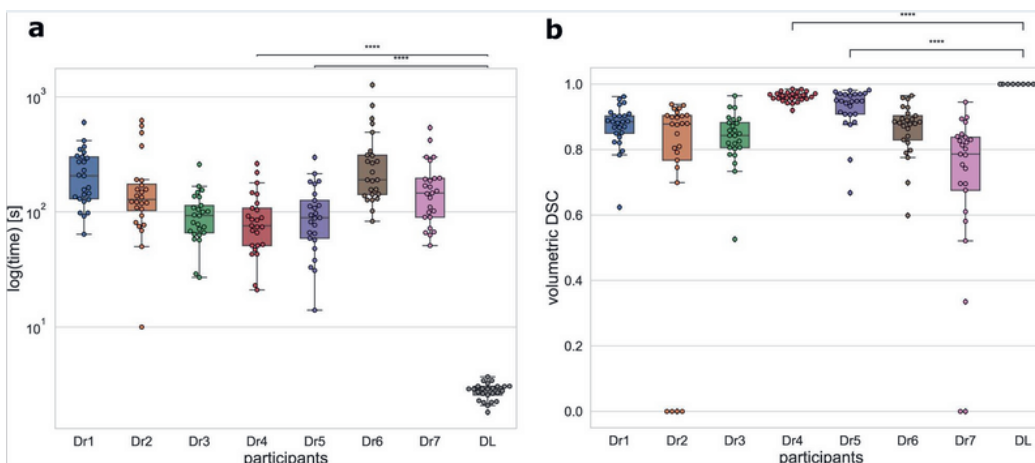 a
****
****
log(time) [s]
10³
10²
10¹
Dr1 Dr2 Dr3 Dr4 Dr5 Dr6 Dr7 DL
participants
b
****
****
volumetric DSC
1.0
0.8
0.6
0.4
0.2
0.0
Dr1 Dr2 Dr3 Dr4 Dr5 Dr6 Dr7 DL
participants